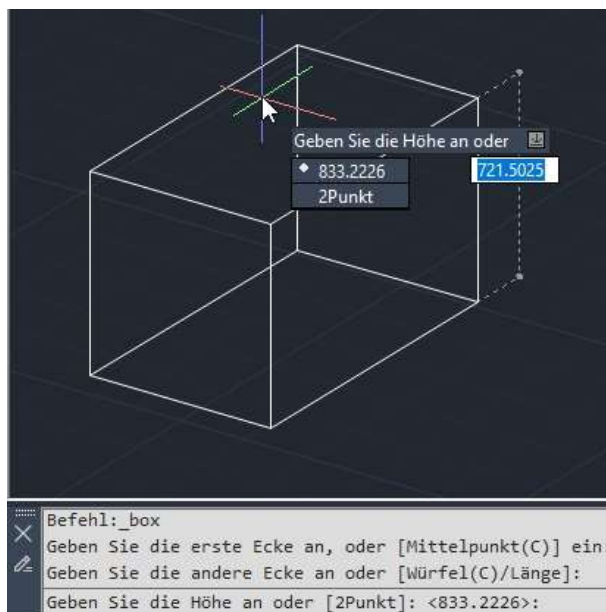 Geben Sie die Höhe an oder
833.2226
721.5025
2Punkt
Befehl:_box
Geben Sie die erste Ecke an, oder [Mittelpunkt(C)] ein:
Geben Sie die andere Ecke an oder [Würfel(C)/Länge]:
Geben Sie die Höhe an oder [2Punkt]: <833.2226>: